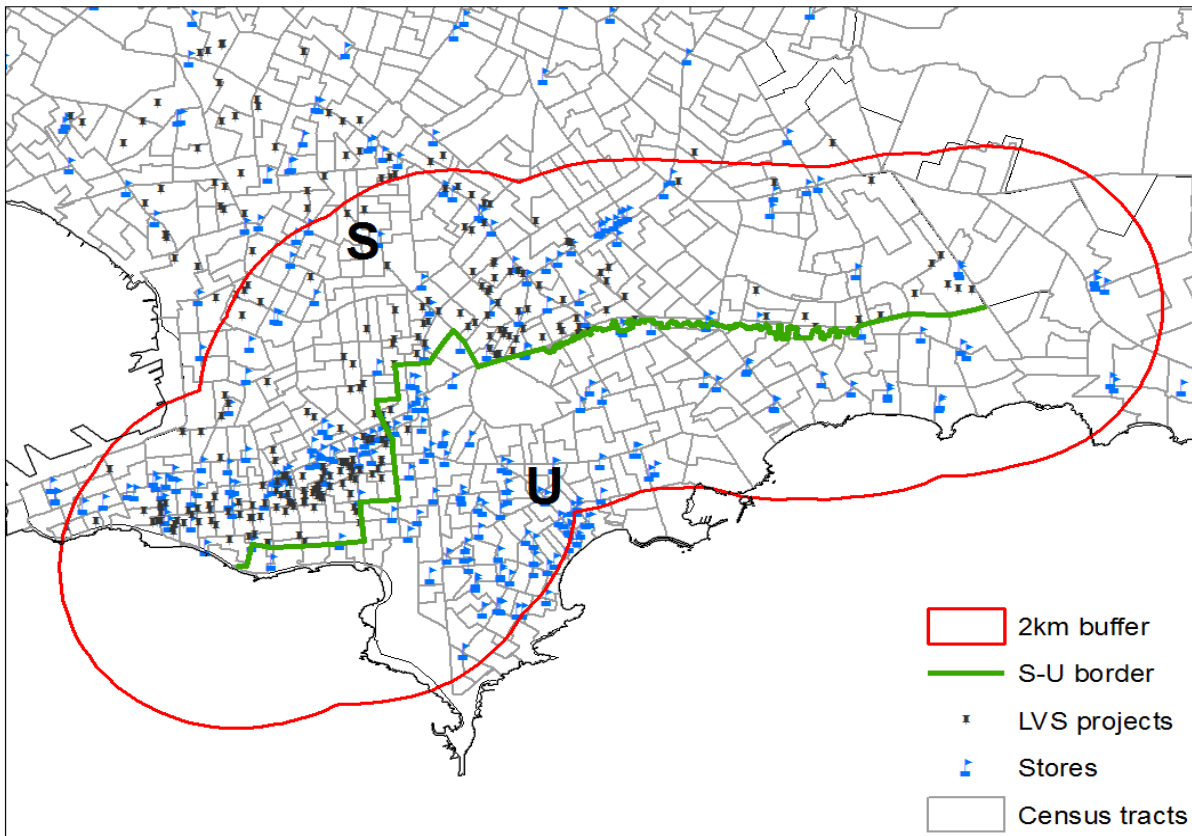 S
U
2km buffer
S-U border
LVS projects
Stores
Census tracts